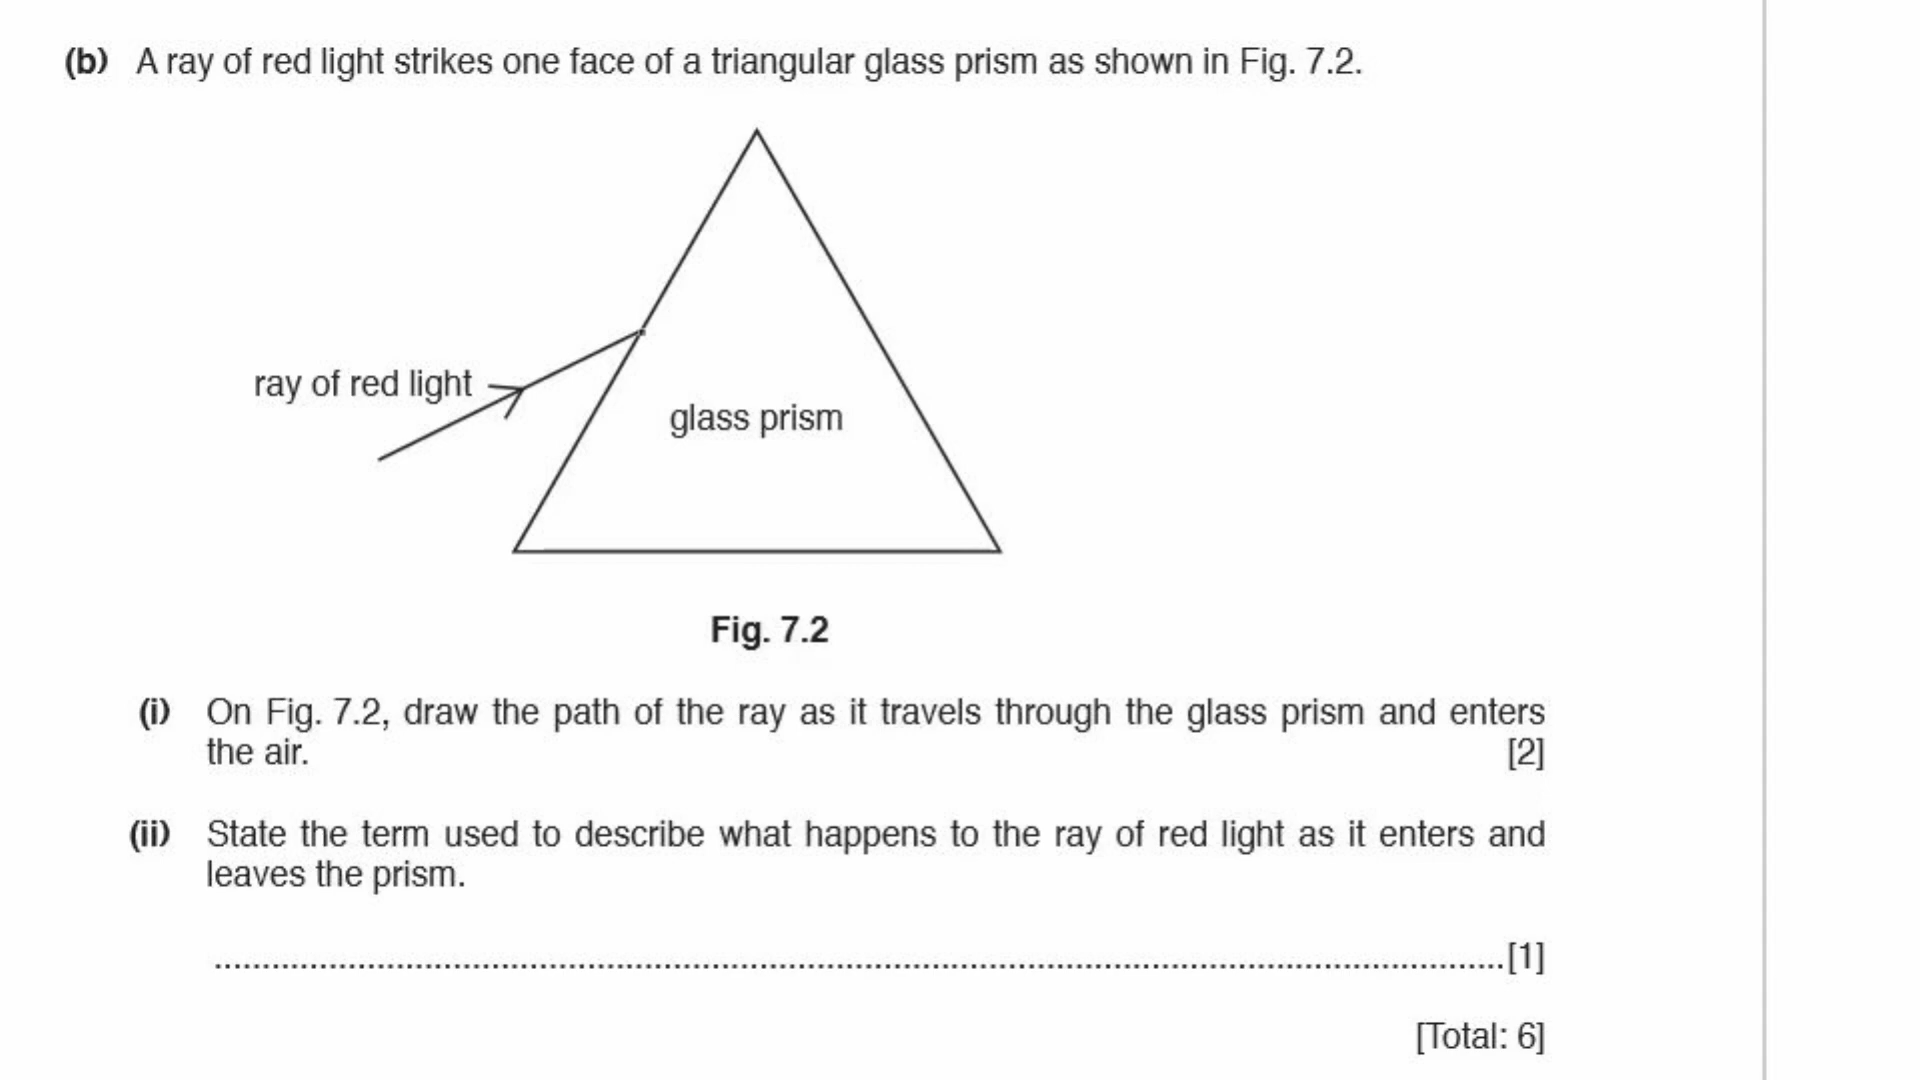 (b) A ray of red light strikes one face of a triangular glass prism as shown in Fig. 7.2.
ray of red light
glass prism
Fig. 7.2
(i) On Fig. 7.2, draw the path of the ray as it travels through the glass prism and enters
the air. [2]
(ii) State the term used to describe what happens to the ray of red light as it enters and
leaves the prism.
..........................................................................................................[1]
[Total: 6]